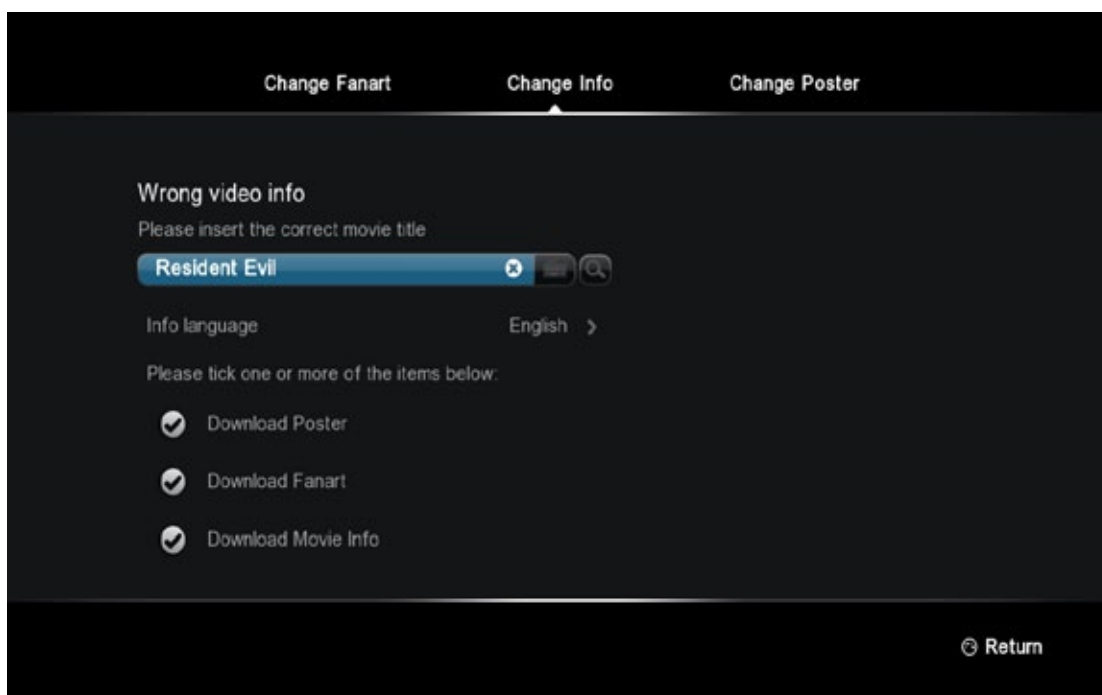 Change Fanart Change Info Change Poster
Wrong video info
Please insert the correct movie title
Resident Evil
Info language English
Please tick one or more of the items below:
Download Poster
Download Fanart
Download Movie Info
Return